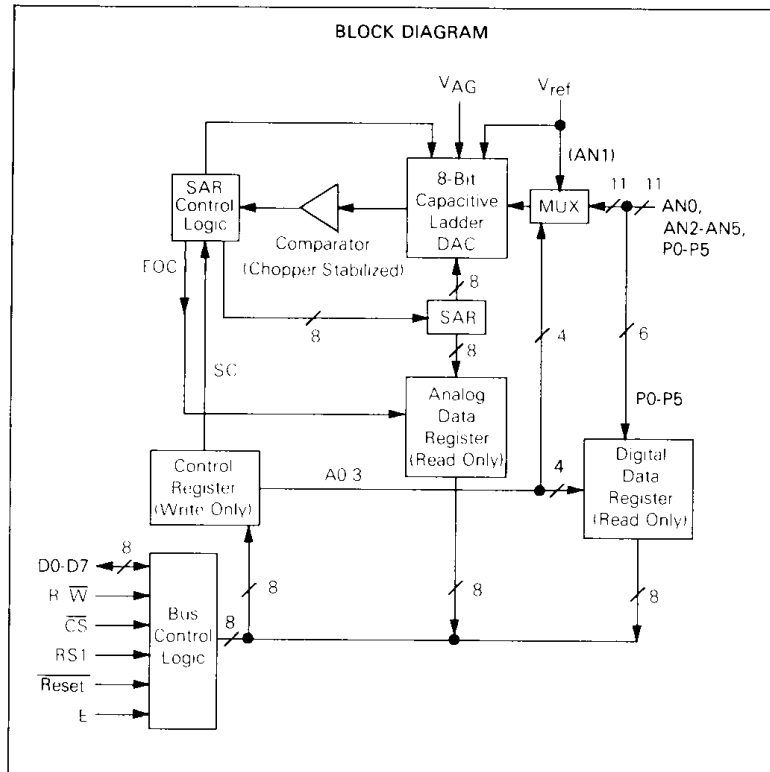 BLOCK DIAGRAM
VAG
Vref
(AN1)
8-Bit
Capacitive
Ladder
DAC
SAR
Control
Logic
Comparator
(Chopper Stabilized)
MUX
11
11
AN0,
AN2-AN5,
P0-P5
8
8
SAR
8
4
6
SC
P0-P5
Analog
Data
Register
(Read Only)
Control
Register
(Write Only)
A0 3
4
Digital
Data
Register
(Read Only)
8
8
8
D0-D7
8
R W̅
C̅S̅
RS1
R̅e̅s̅e̅t̅
E
Bus
Control
Logic
8